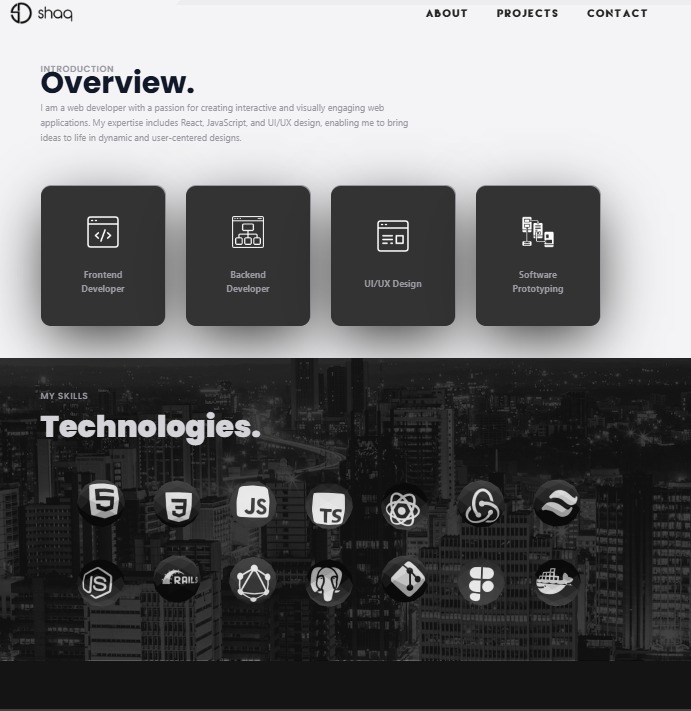 shaq
ABOUT PROJECTS CONTACT
INTRODUCTION
Overview.
I am a web developer with a passion for creating interactive and visually engaging web
applications. My expertise includes React, JavaScript, and UI/UX design, enabling me to bring
ideas to life in dynamic and user-centered designs.
Frontend
Developer
Backend
Developer
UI/UX Design
Software
Prototyping
MY SKILLS
Technologies.
5
3
JS
TS
JS
RAILS